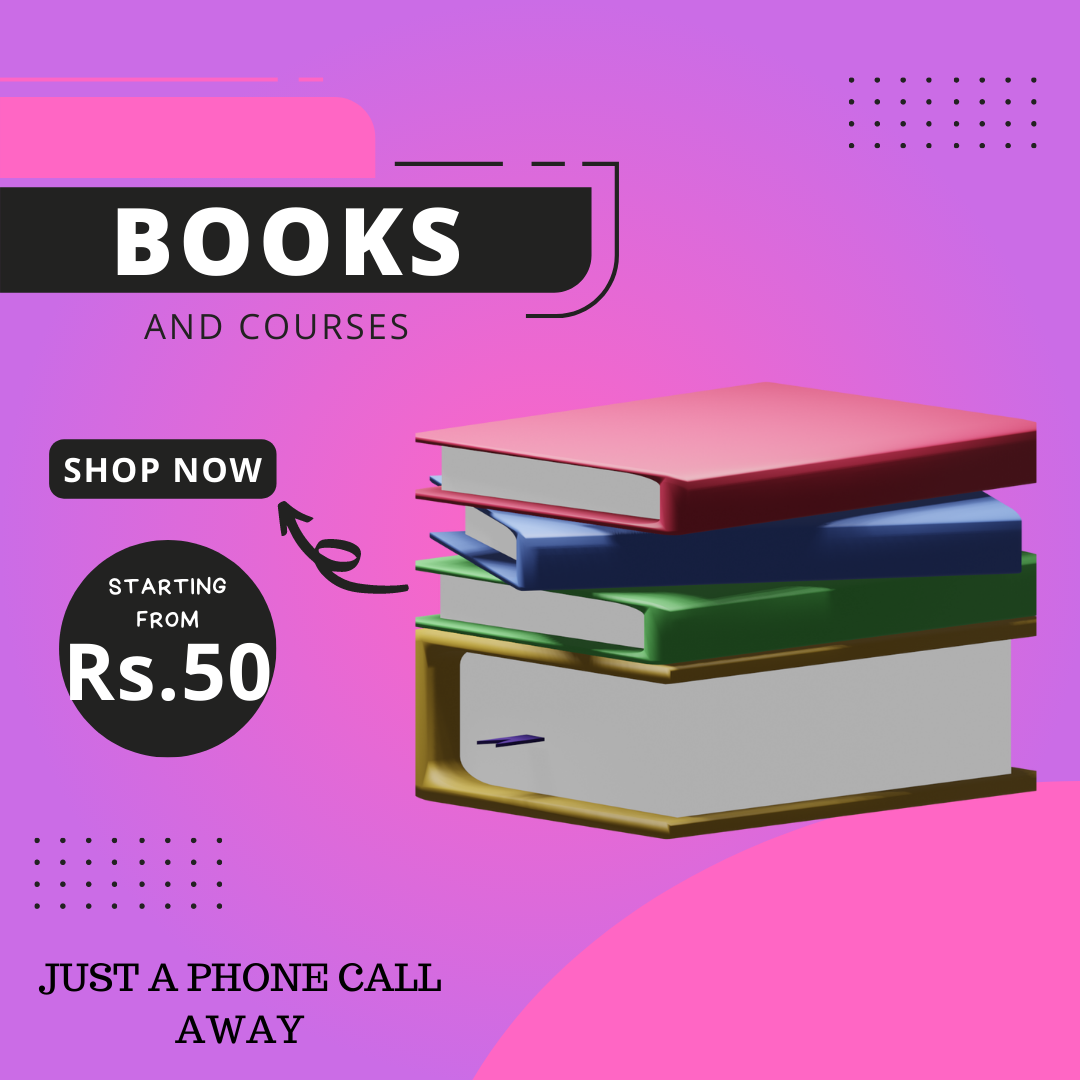 BOOKS
AND COURSES
SHOP NOW
STARTING
FROM
Rs.50
JUST A PHONE CALL
AWAY